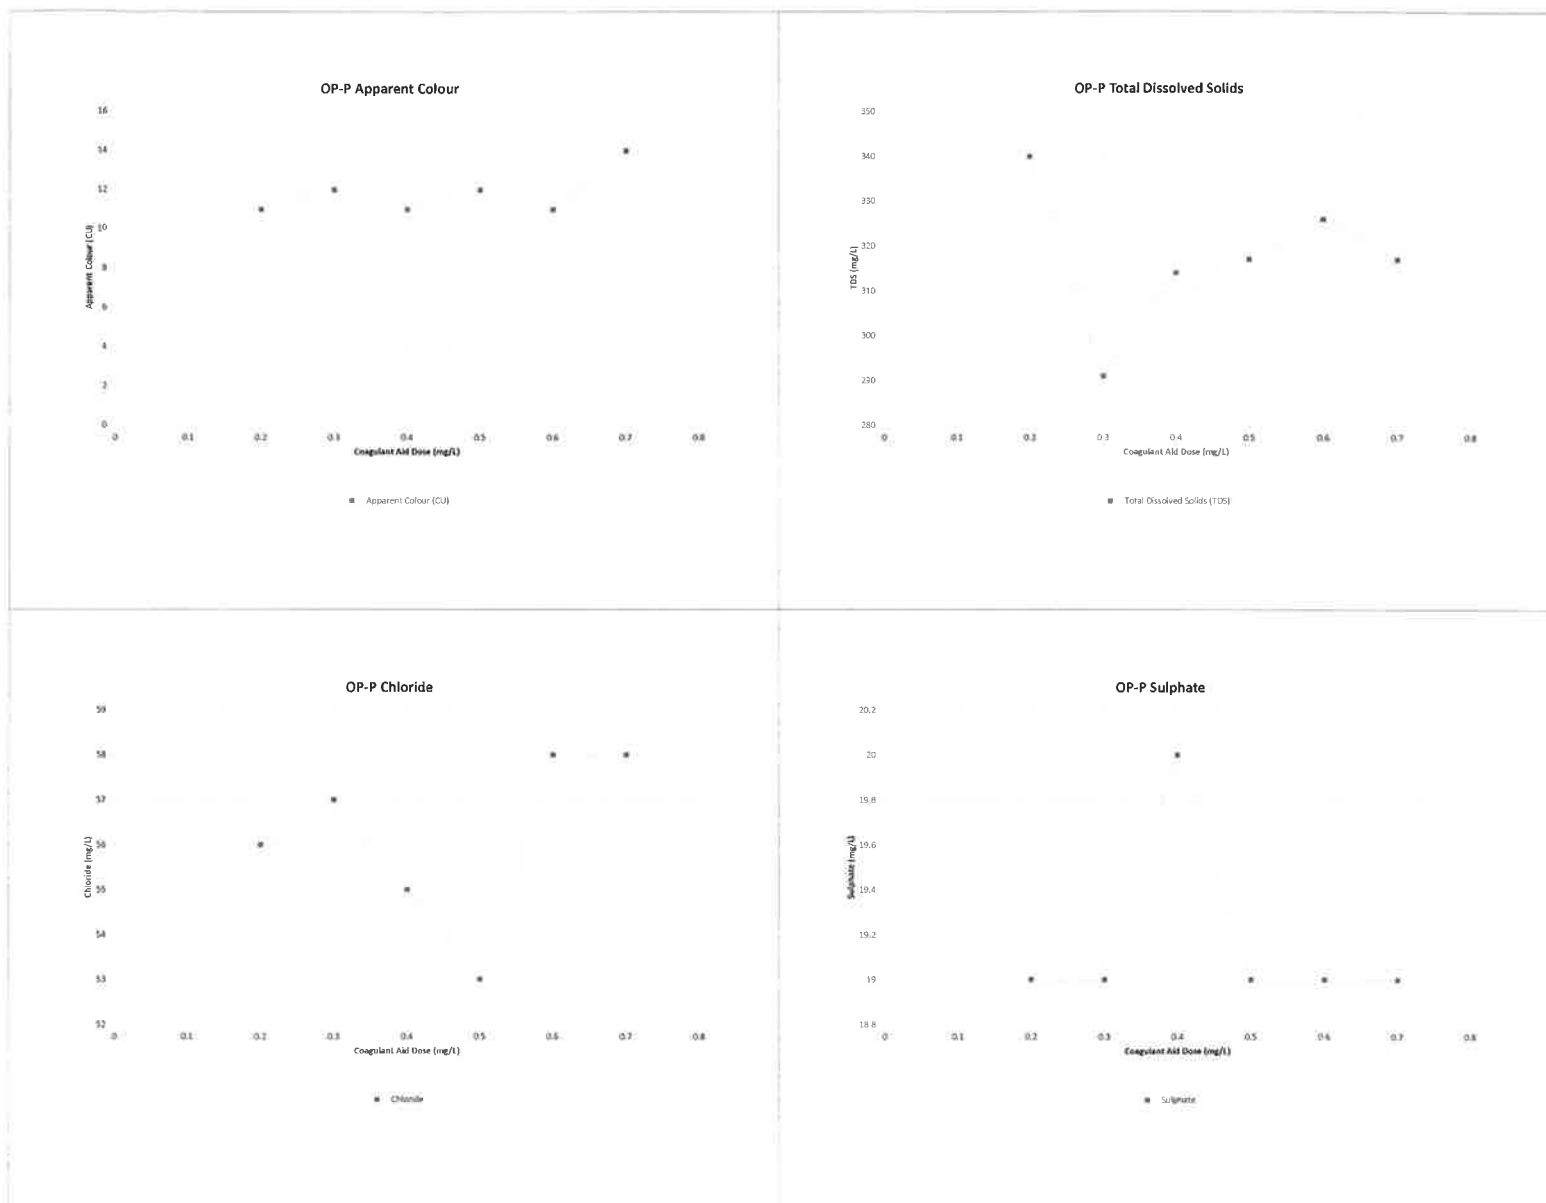 OP-P Apparent Colour
16
14
12
10
8
6
4
2
0
Apparent Colour (CU)
0 0.1 0.2 0.3 0.4 0.5 0.6 0.7 0.8
Coagulant Aid Dose (mg/L)
Apparent Colour (CU)
OP-P Total Dissolved Solids
350
340
330
320
310
300
290
280
TDS (mg/L)
0 0.1 0.2 0.3 0.4 0.5 0.6 0.7 0.8
Coagulant Aid Dose (mg/L)
Total Dissolved Solids (TDS)
OP-P Chloride
59
58
57
56
55
54
53
52
Chloride (mg/L)
0 0.1 0.2 0.3 0.4 0.5 0.6 0.7 0.8
Coagulant Aid Dose (mg/L)
Chloride
OP-P Sulphate
20.2
20
19.8
19.6
19.4
19.2
19
18.8
Sulphate (mg/L)
0 0.1 0.2 0.3 0.4 0.5 0.6 0.7 0.8
Coagulant Aid Dose (mg/L)
Sulphate